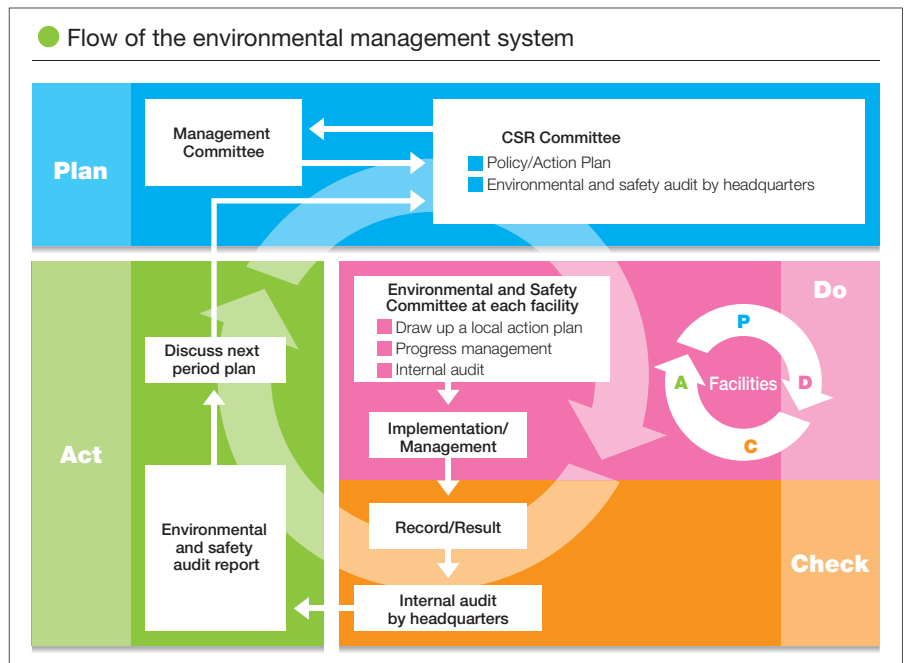 Flow of the environmental management system
Plan
Management
Committee
CSR Committee
Policy/Action Plan
Environmental and safety audit by headquarters
Do
Environmental and Safety
Committee at each facility
Draw up a local action plan
Progress management
Internal audit
P
A
Facilities
D
C
Implementation/
Management
Check
Record/Result
Internal audit
by headquarters
Act
Environmental
and safety
audit report
Discuss next
period plan